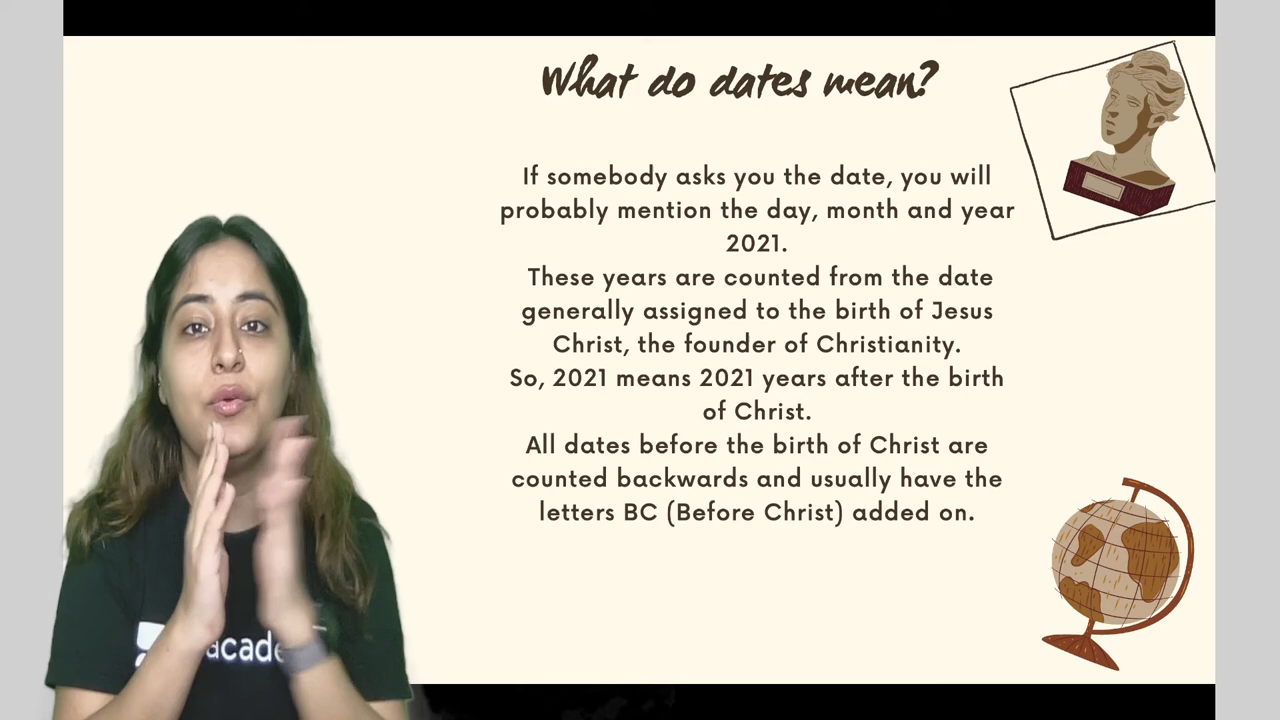 What do dates mean?
If somebody asks you the date, you will
probably mention the day, month and year
2021.
These years are counted from the date
generally assigned to the birth of Jesus
Christ, the founder of Christianity.
So, 2021 means 2021 years after the birth
of Christ.
All dates before the birth of Christ are
counted backwards and usually have the
letters BC (Before Christ) added on.